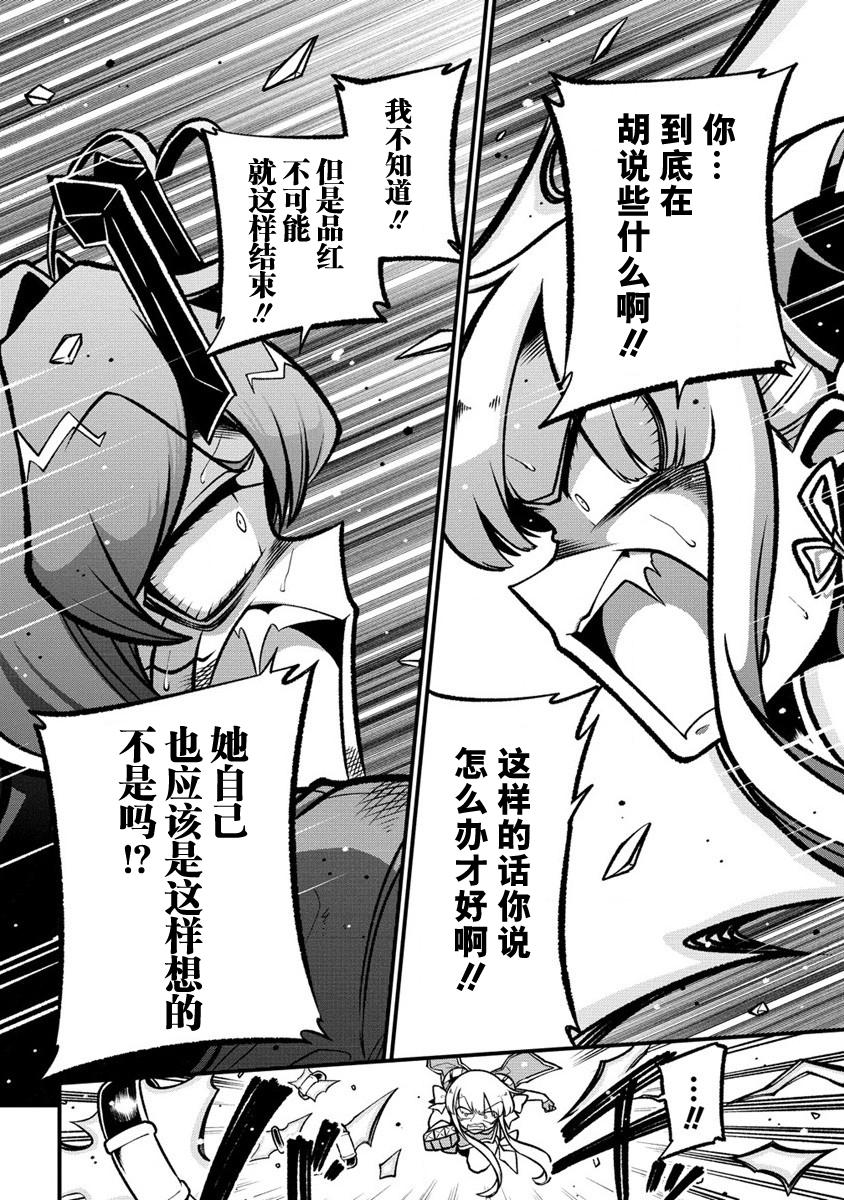 你…
到底在
胡说些什么啊!!
这样的话你说
怎么办才好啊!!
我不知道!!
但是品红
不可能
就这样结束!!
她自己
也应该是这样想的
不是吗!?
…!!